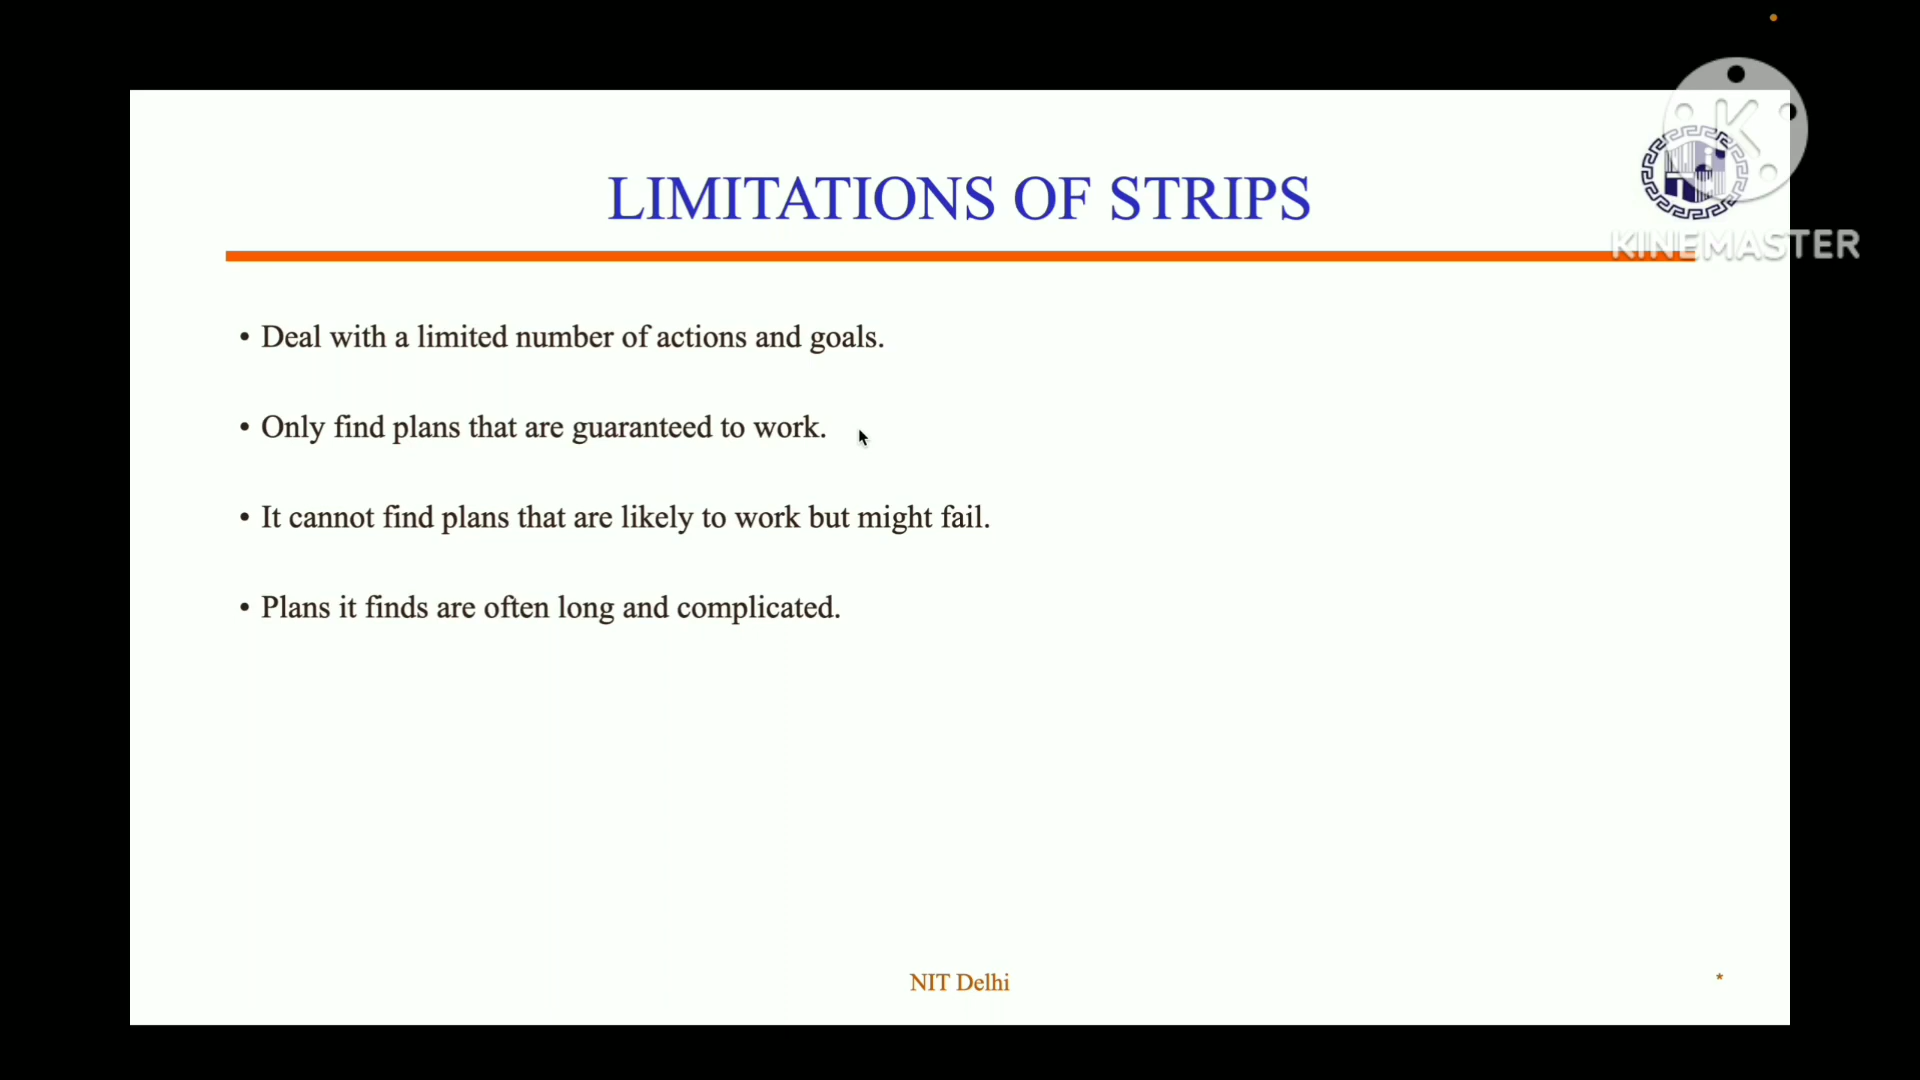 LIMITATIONS OF STRIPS
KINEMASTER
• Deal with a limited number of actions and goals.
• Only find plans that are guaranteed to work.
• It cannot find plans that are likely to work but might fail.
• Plans it finds are often long and complicated.
NIT Delhi
*